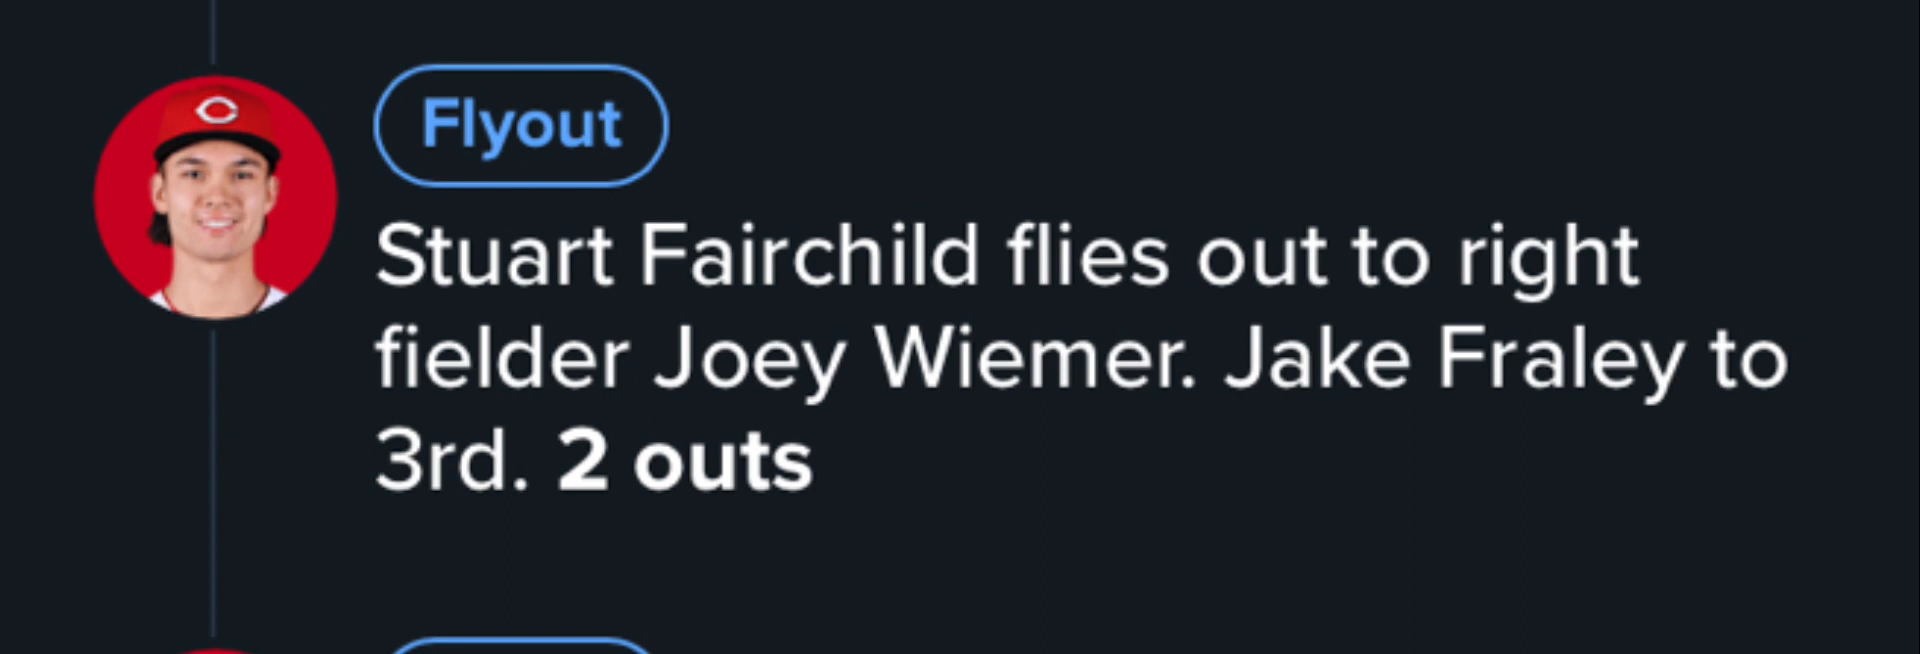 Flyout
Stuart Fairchild flies out to right
fielder Joey Wiemer. Jake Fraley to
3rd. 2 outs